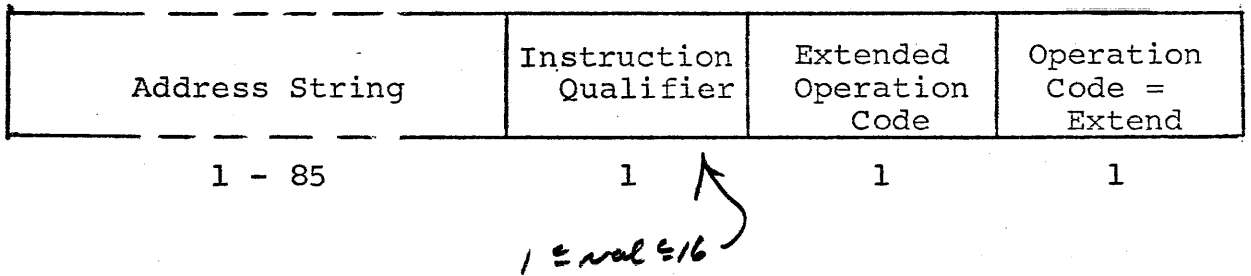 Address String
Instruction Qualifier
Extended Operation Code
Operation Code = Extend
1 - 85
1
1
1
1 ≤ val ≤ 16